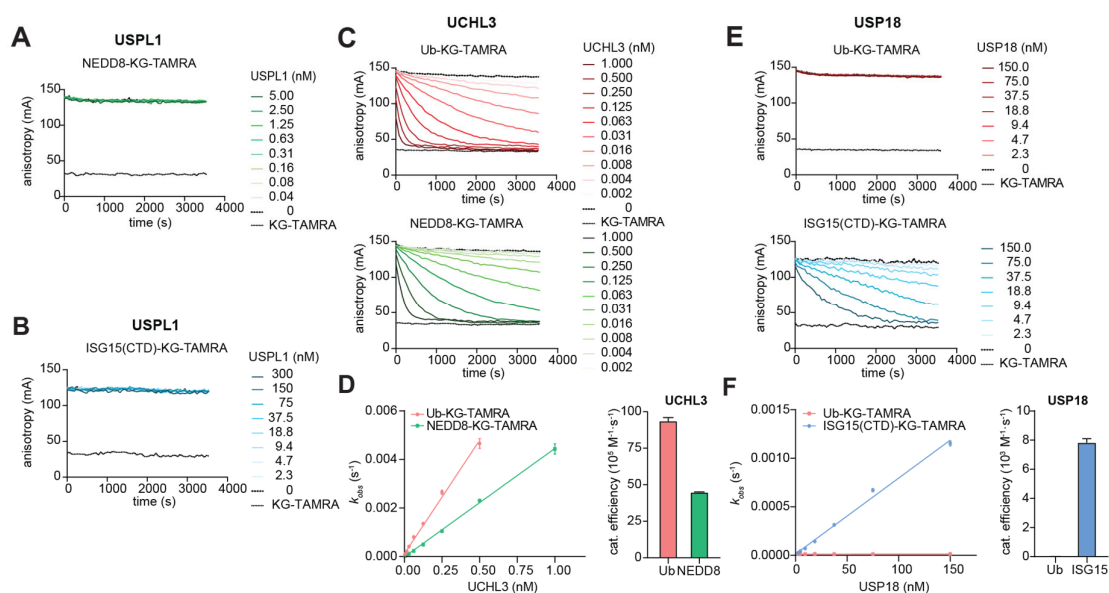 A
USPL1
NEDD8-KG-TAMRA
anisotropy (mA)
150
100
50
0
0 1000 2000 3000 4000
time (s)
USPL1 (nM)
5.00
2.50
1.25
0.63
0.31
0.16
0.08
0.04
0
KG-TAMRA
B
USPL1
ISG15(CTD)-KG-TAMRA
anisotropy (mA)
150
100
50
0
0 1000 2000 3000 4000
time (s)
USPL1 (nM)
300
150
75
37.5
18.8
9.4
4.7
2.3
0
KG-TAMRA
C
UCHL3
Ub-KG-TAMRA
anisotropy (mA)
150
100
50
0
0 1000 2000 3000 4000
time (s)
UCHL3 (nM)
1.000
0.500
0.250
0.125
0.063
0.031
0.016
0.008
0.004
0.002
0
KG-TAMRA
NEDD8-KG-TAMRA
anisotropy (mA)
150
100
50
0
0 1000 2000 3000 4000
time (s)
1.000
0.500
0.250
0.125
0.063
0.031
0.016
0.008
0.004
0.002
D
kobs (s-1)
0.006
0.004
0.002
0.000
0.00 0.25 0.50 0.75 1.00
UCHL3 (nM)
Ub-KG-TAMRA
NEDD8-KG-TAMRA
UCHL3
cat. efficiency (10⁵ M⁻¹·s⁻¹)
100
75
50
25
0
Ub NEDD8
E
USP18
Ub-KG-TAMRA
anisotropy (mA)
150
100
50
0
0 1000 2000 3000 4000
time (s)
USP18 (nM)
150.0
75.0
37.5
18.8
9.4
4.7
2.3
0
KG-TAMRA
ISG15(CTD)-KG-TAMRA
anisotropy (mA)
150
100
50
0
0 1000 2000 3000 4000
time (s)
150.0
75.0
37.5
18.8
9.4
4.7
2.3
0
KG-TAMRA
F
kobs (s-1)
0.0015
0.0010
0.0005
0.0000
0 50 100 150
USP18 (nM)
Ub-KG-TAMRA
ISG15(CTD)-KG-TAMRA
USP18
cat. efficiency (10³ M⁻¹·s⁻¹)
10
8
6
4
2
0
Ub ISG15